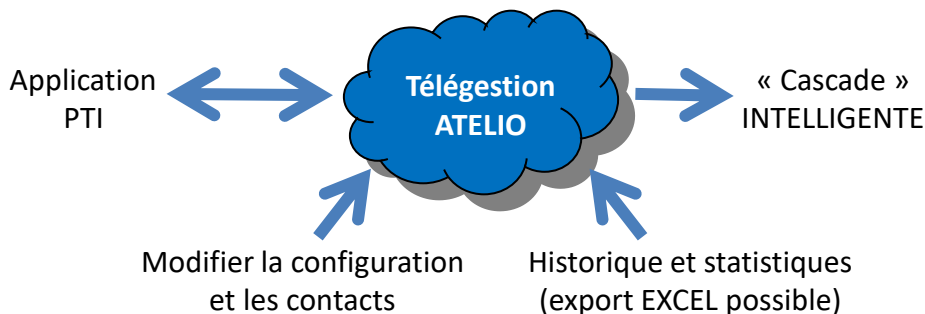 Application
PTI
Télégestion
ATELIO
« Cascade »
INTELLIGENTE
Modifier la configuration
et les contacts
Historique et statistiques
(export EXCEL possible)